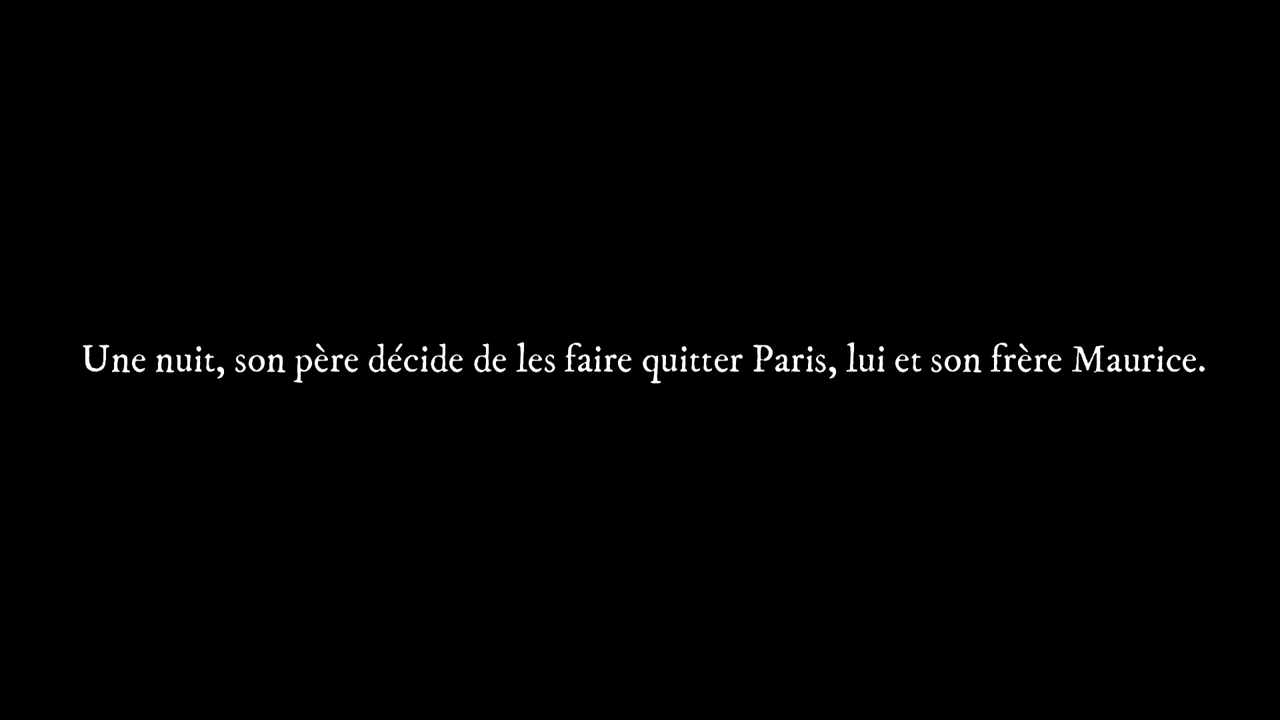 Une nuit, son père décide de les faire quitter Paris, lui et son frère Maurice.